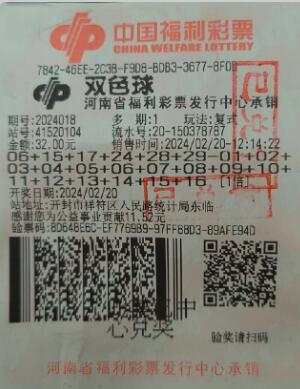 中国福利彩票
CHINA WELFARE LOTTERY
7842-46EE-2C3B-F9D8-BDB3-3677-8F0D
双色球
河南省福利彩票发行中心承销
期号:2024018 多 期:1 玩法:复式
站号:41520104 流水号:20-150378787
金额:32.00元 销售时间:2024/02/20-12:14:22
06+15+17+24+28+29-01+02+
03+04+05+06+07+08+09+10+
11+12+13+14+15+16 [1倍]
开奖日期:2024/02/20
站址:开封市祥符区人民路统计局东临
感谢您为公益事业贡献11.52元
验票码:8D648E6C-EF776989-97FF88D3-89AFE94D
中
心兑奖
验奖请扫码
河南省福利彩票发行中心承销